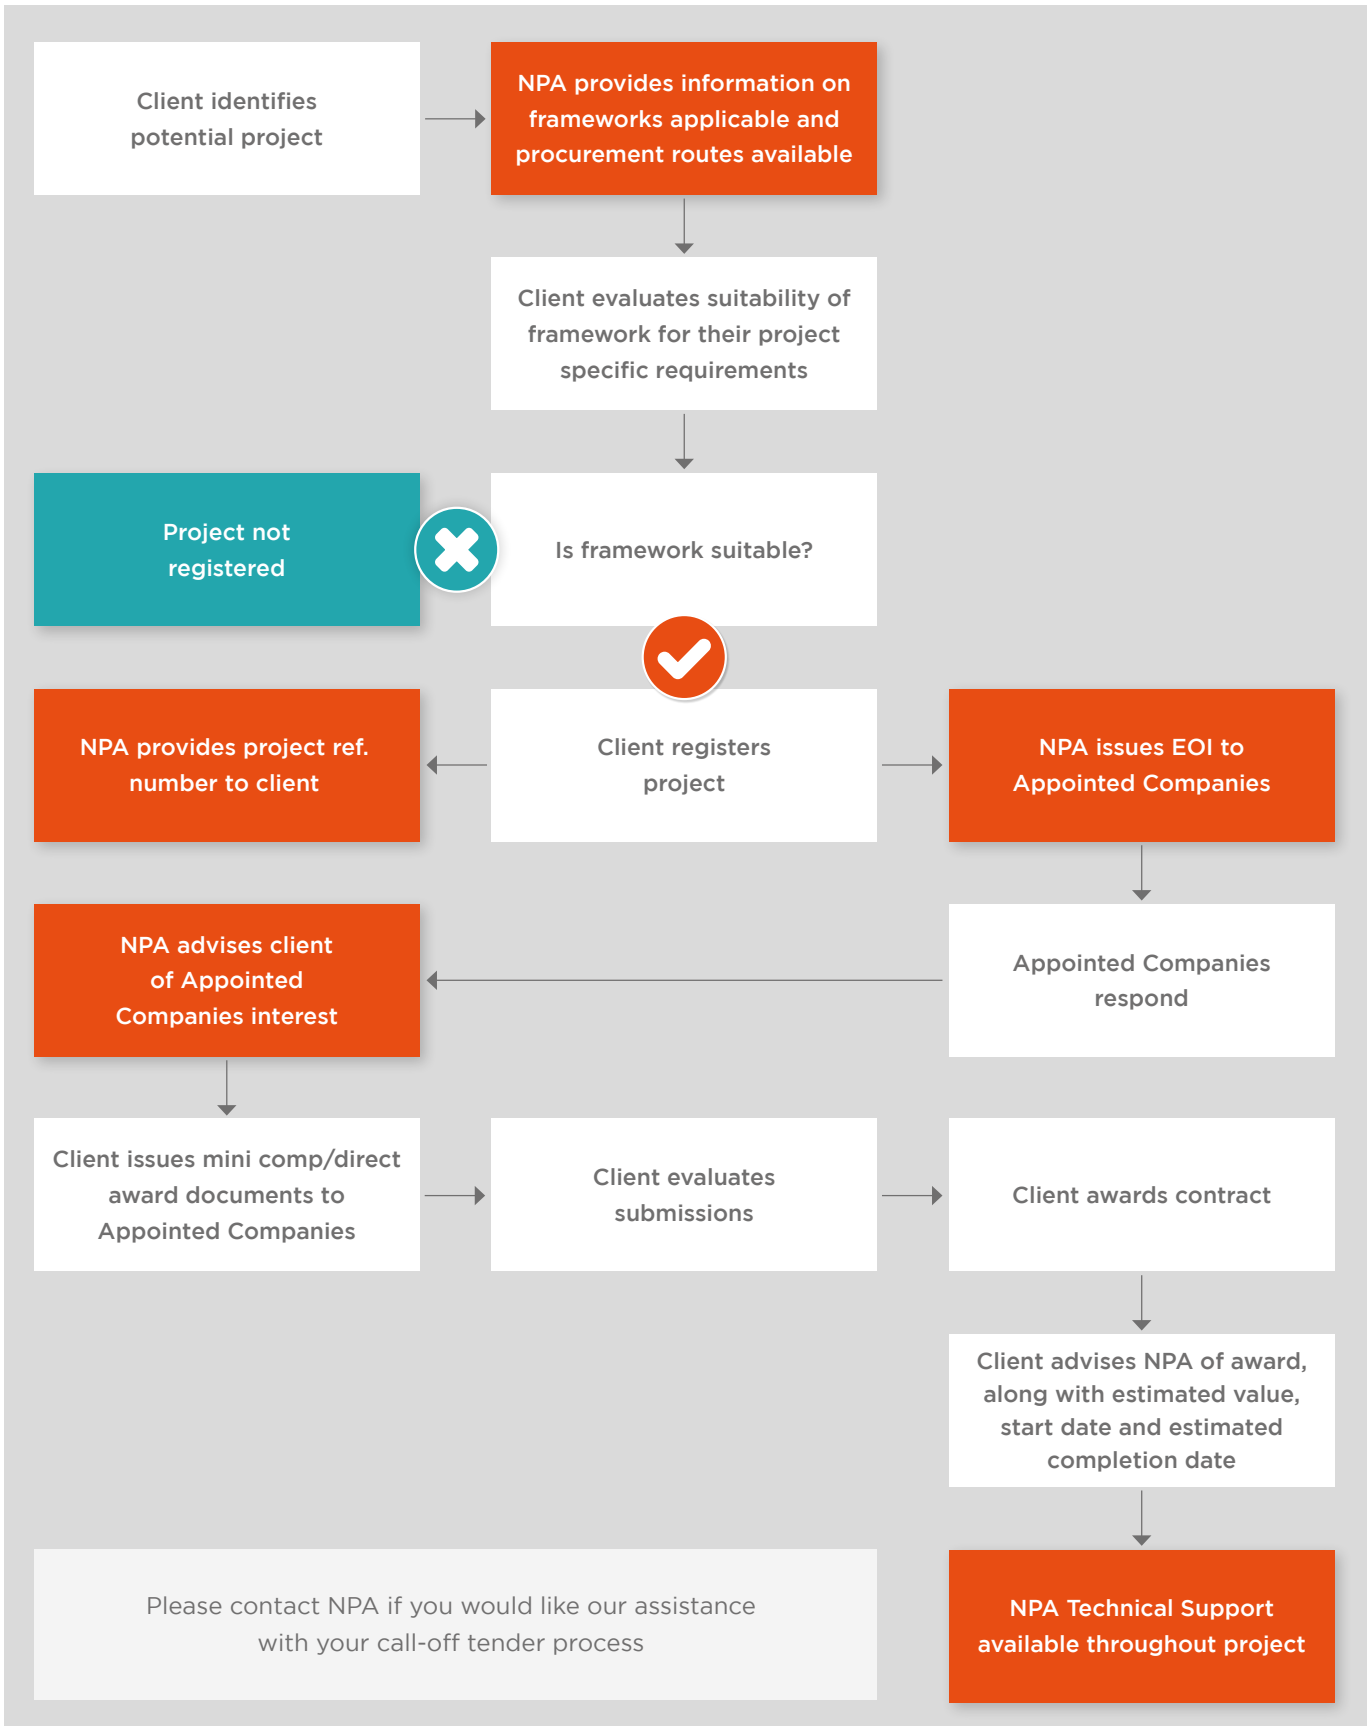 Client identifies
potential project
NPA provides information on
frameworks applicable and
procurement routes available
Client evaluates suitability of
framework for their project
specific requirements
Project not
registered
Is framework suitable?
NPA provides project ref.
number to client
Client registers
project
NPA issues EOI to
Appointed Companies
NPA advises client
of Appointed
Companies interest
Appointed Companies
respond
Client issues mini comp/direct
award documents to
Appointed Companies
Client evaluates
submissions
Client awards contract
Client advises NPA of award,
along with estimated value,
start date and estimated
completion date
Please contact NPA if you would like our assistance
with your call-off tender process
NPA Technical Support
available throughout project